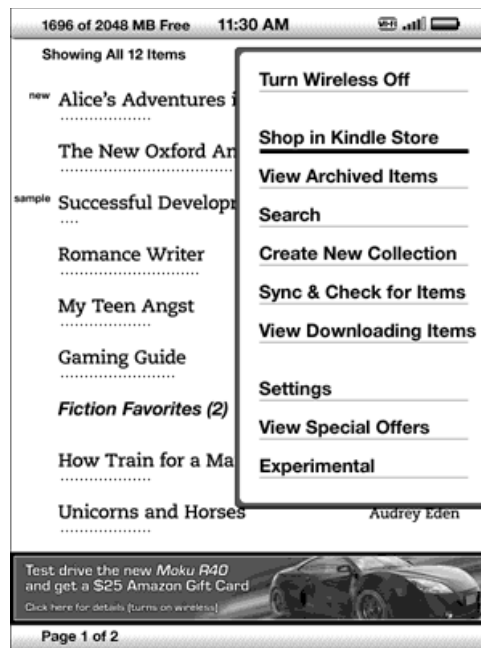 1696 of 2048 MB Free 11:30 AM WI-FI
Showing All 12 Items
new Alice's Adventures i
The New Oxford An
sample Successful Develop
Romance Writer
My Teen Angst
Gaming Guide
Fiction Favorites (2)
How Train for a Ma
Unicorns and Horses Audrey Eden
Turn Wireless Off
Shop in Kindle Store
View Archived Items
Search
Create New Collection
Sync & Check for Items
View Downloading Items
Settings
View Special Offers
Experimental
Test drive the new Moku R40
and get a $25 Amazon Gift Card
Click here for details (turns on wireless)
Page 1 of 2